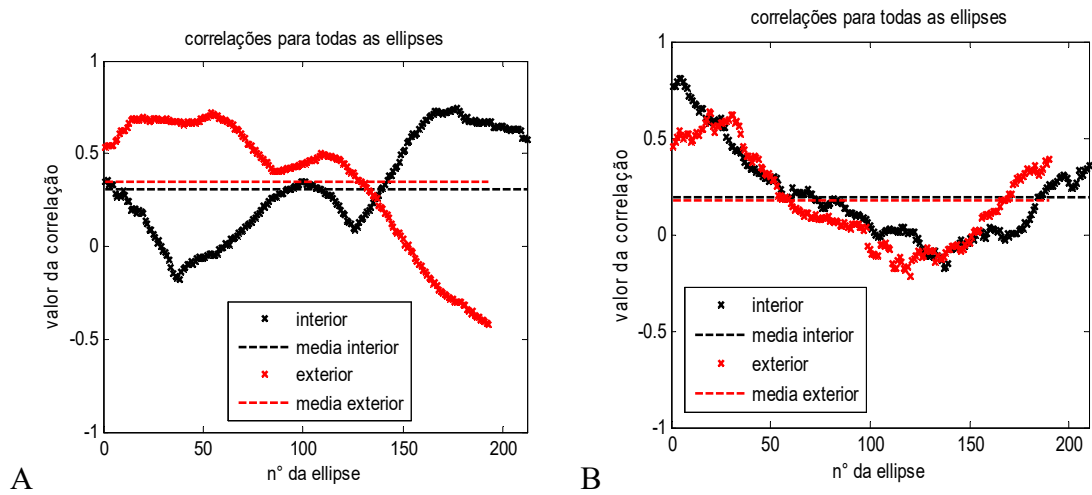 correlações para todas as ellipses
1
0.5
0
-0.5
-1
valor da correlação
interior
media interior
exterior
media exterior
0 50 100 150 200
n° da ellipse
A
correlações para todas as ellipses
1
0.5
0
-0.5
-1
valor da correlação
interior
media interior
exterior
media exterior
0 50 100 150 200
n° da ellipse
B